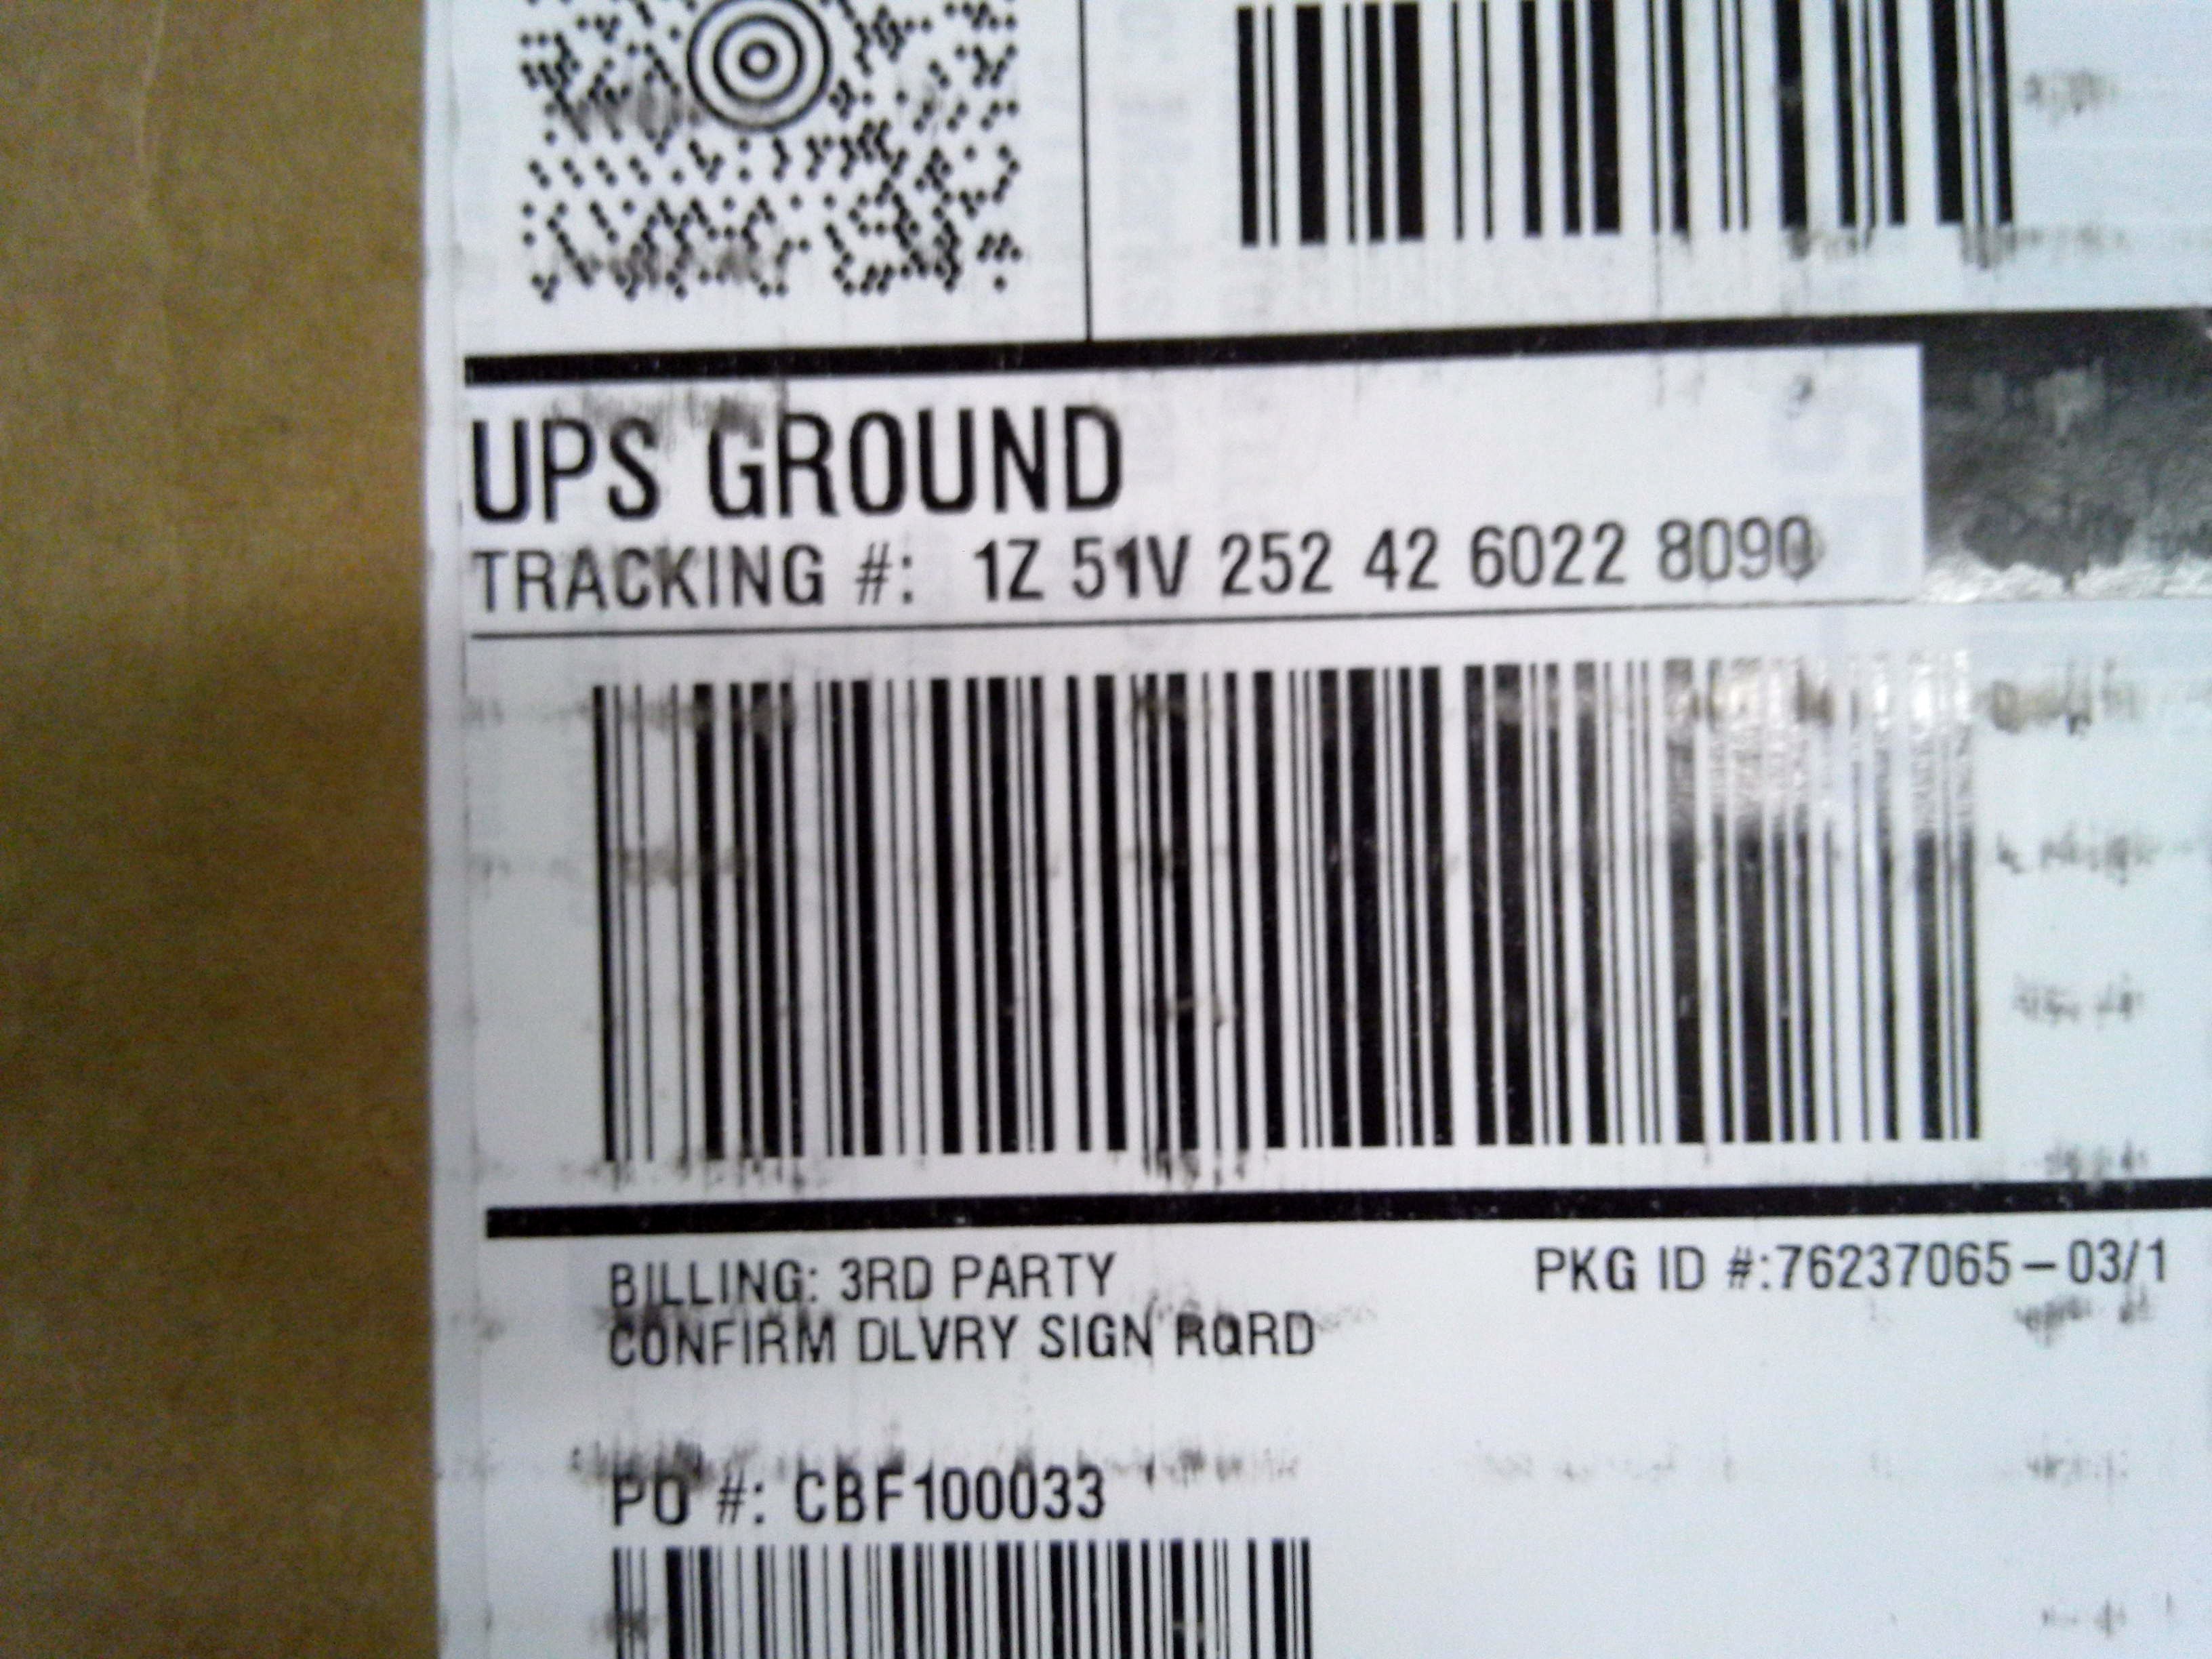 UPS GROUND
TRACKING #: 1Z 51V 252 42 6022 8090
BILLING: 3RD PARTY
PKG ID #:76237065-03/1
CONFIRM DLVRY SIGN RQRD
PO #: CBF100033